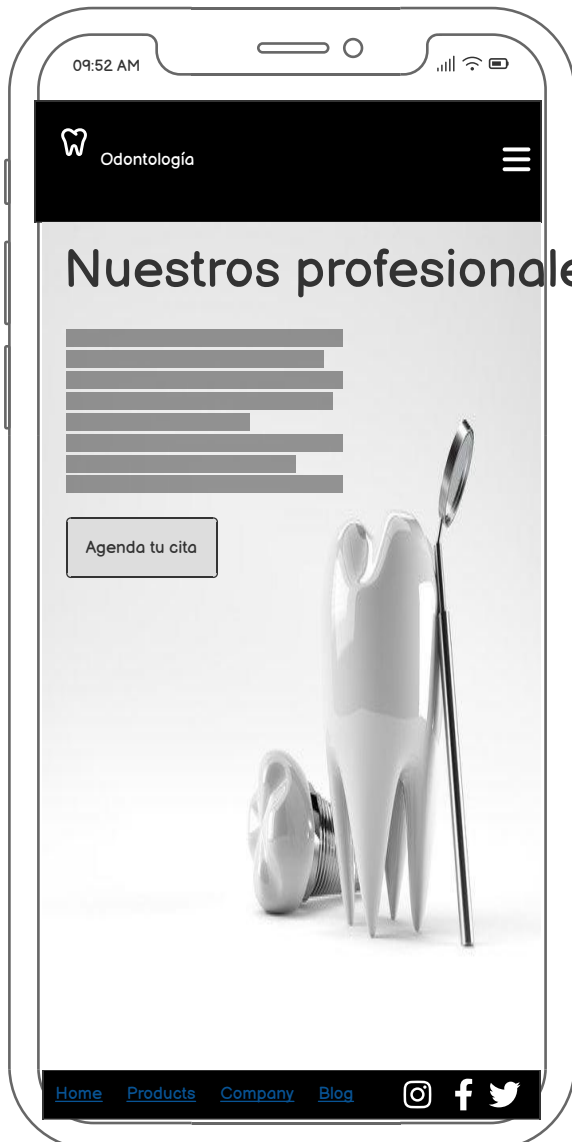 09:52 AM
Odontología
Nuestros profesionale
Agenda tu cita
Home Products Company Blog